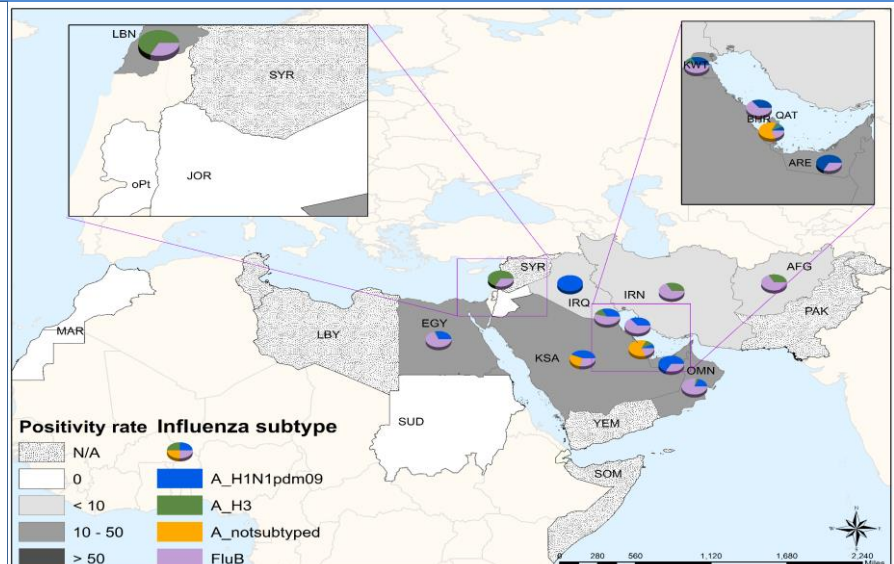 LBN
SYR
JOR
oPt
KWT
QAT
BHR
ARE
SYR
AFG
IRQ
IRN
PAK
MAR
LBY
EGY
KSA
OMN
SUD
YEM
SOM
Positivity rate Influenza subtype
N/A
0 A_H1N1pdm09
< 10 A_H3
10 - 50 A_notsubtyped
> 50 FluB
0 280 560 1,120 1,680 2,240
Miles